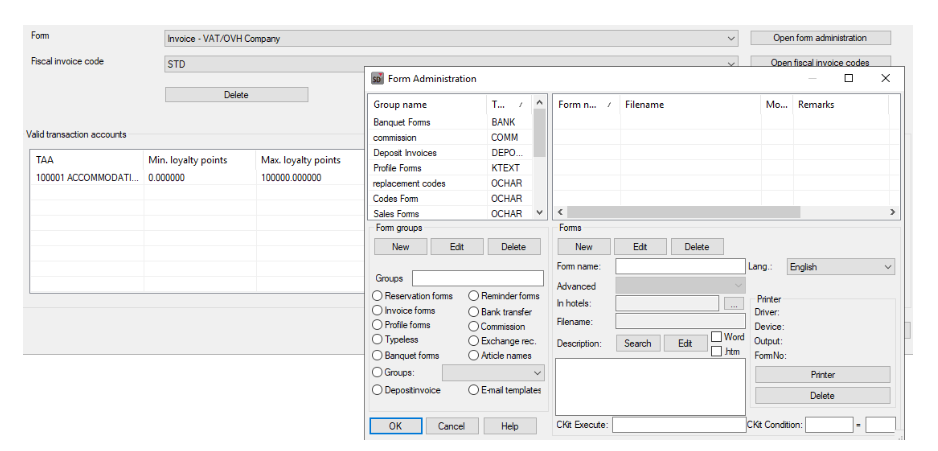 Form
Invoice - VAT/OVH Company
Open form administration
Fiscal invoice code
STD
Open fiscal invoice codes
Delete
Valid transaction accounts
TAA
Min. loyalty points
Max. loyalty points
100001 ACCOMMODATI...
0.000000
100000.000000
Form Administration
Group name
T...
Banquet Forms
BANK
commission
COMM
Deposit Invoices
DEPO...
Profile Forms
KTEXT
replacement codes
OCHAR
Codes Form
OCHAR
Sales Forms
OCHAR
Form n...
Filename
Mo...
Remarks
Form groups
New
Edit
Delete
Groups
Reservation forms
Reminder forms
Invoice forms
Bank transfer
Profile forms
Commission
Typeless
Exchange rec.
Banquet forms
Article names
Groups:
Depositinvoice
E-mail templates
OK
Cancel
Help
Forms
New
Edit
Delete
Form name:
Lang.:
English
Advanced
In hotels:
...
Filename:
Description:
Search
Edit
Word
.htm
Printer
Driver:
Device:
Output:
FormNo:
Printer
Delete
CKit Execute:
CKit Condition:
=